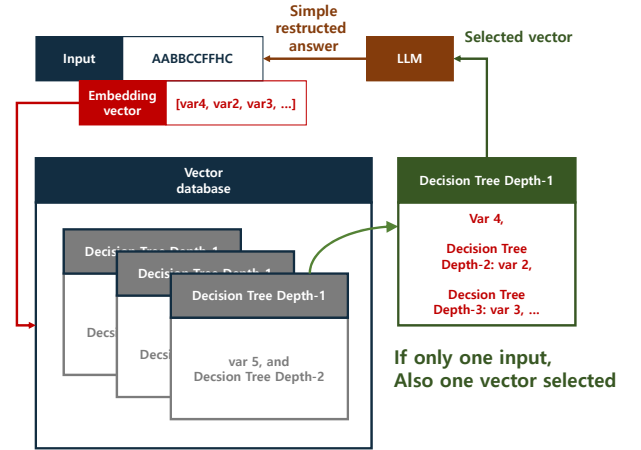 Simple
restructed
answer
Selected vector
Input
AABBCCFFHC
LLM
Embedding
vector
[var4, var2, var3, ...]
Vector
database
Decision Tree Depth-1
Decision Tree Depth-1
Decision Tree Depth-1
Decision Tree Depth-1
Var 4,
Decision Tree
Depth-2: var 2,
Decsion Tree
Depth-3: var 3, ...
var 5, and
Decsion Tree Depth-2
If only one input,
Also one vector selected